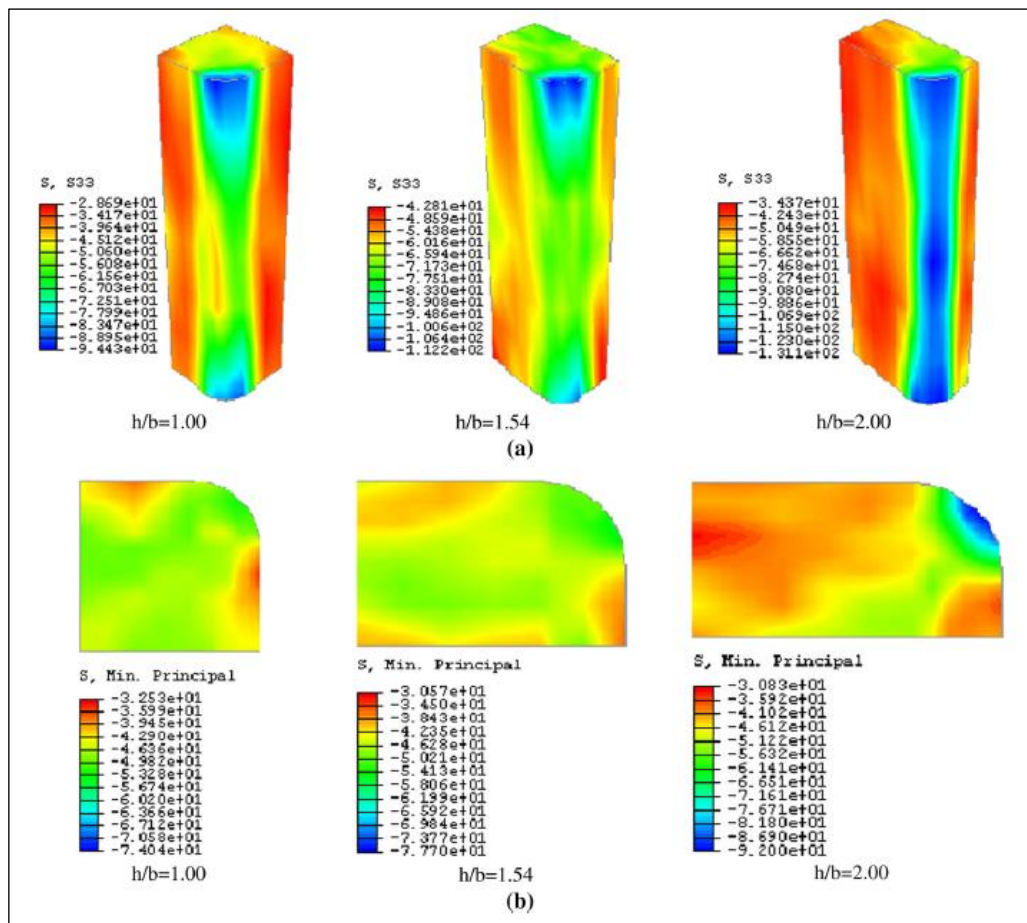 S, S33
-2.869e+01
-3.417e+01
-3.964e+01
-4.512e+01
-5.060e+01
-5.608e+01
-6.156e+01
-6.703e+01
-7.251e+01
-7.799e+01
-8.347e+01
-8.895e+01
-9.443e+01
h/b=1.00
S, S33
-4.281e+01
-4.859e+01
-5.438e+01
-6.016e+01
-6.594e+01
-7.173e+01
-7.751e+01
-8.330e+01
-8.908e+01
-9.486e+01
-1.006e+02
-1.064e+02
-1.122e+02
h/b=1.54
S, S33
-3.437e+01
-4.243e+01
-5.049e+01
-5.855e+01
-6.662e+01
-7.468e+01
-8.274e+01
-9.080e+01
-9.886e+01
-1.069e+02
-1.150e+02
-1.230e+02
-1.311e+02
h/b=2.00
(a)
S, Min. Principal
-3.253e+01
-3.599e+01
-3.945e+01
-4.290e+01
-4.636e+01
-4.982e+01
-5.328e+01
-5.674e+01
-6.020e+01
-6.366e+01
-6.712e+01
-7.058e+01
-7.404e+01
h/b=1.00
S, Min. Principal
-3.057e+01
-3.450e+01
-3.843e+01
-4.235e+01
-4.628e+01
-5.021e+01
-5.413e+01
-5.806e+01
-6.199e+01
-6.592e+01
-6.984e+01
-7.377e+01
-7.770e+01
h/b=1.54
S, Min. Principal
-3.083e+01
-3.592e+01
-4.102e+01
-4.612e+01
-5.122e+01
-5.632e+01
-6.141e+01
-6.651e+01
-7.161e+01
-7.671e+01
-8.180e+01
-8.690e+01
-9.200e+01
h/b=2.00
(b)